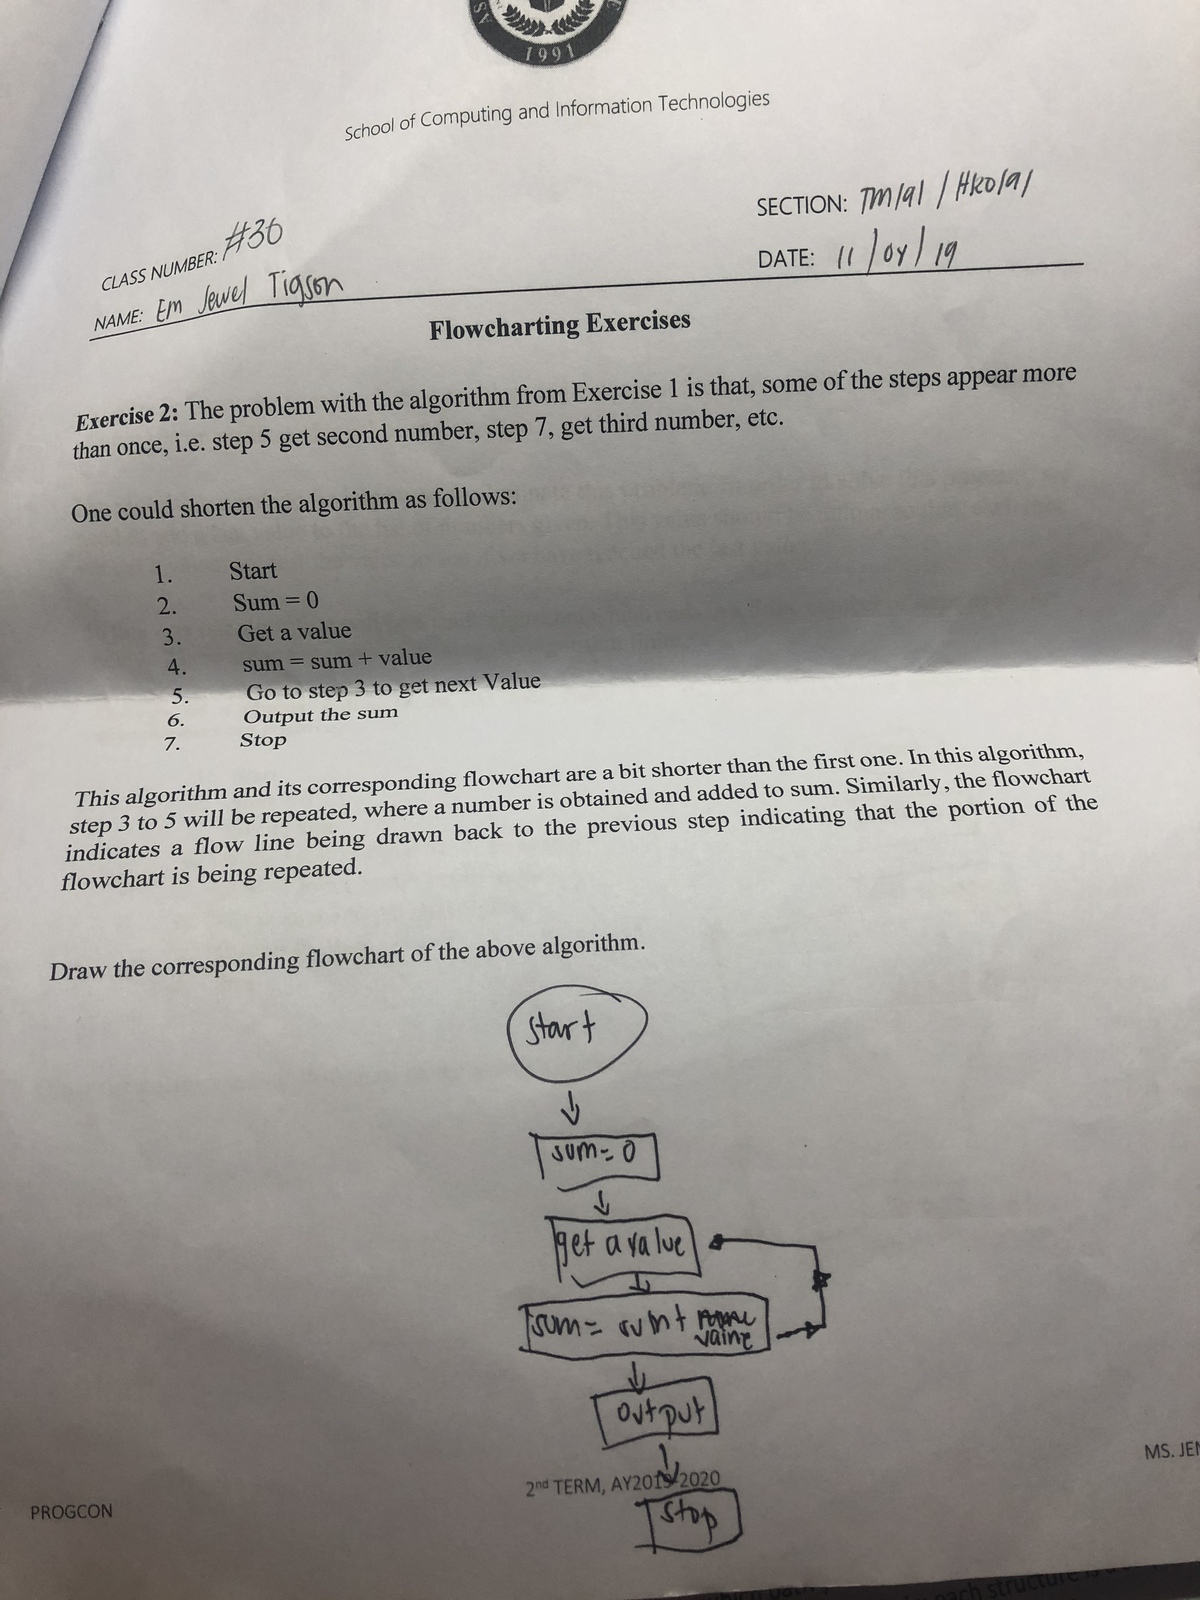 1991
School of Computing and Information Technologies
CLASS NUMBER: #36
SECTION:
NAME: Em Jewel Tigson
DATE: 11/04/19
Flowcharting Exercises
Exercise 2: The problem with the algorithm from Exercise 1 is that, some of the steps appear more
than once, i.e. step 5 get second number, step 7, get third number, etc.
One could shorten the algorithm as follows:
1. Start
2. Sum = 0
3. Get a value
4. sum = sum + value
5. Go to step 3 to get next Value
6. Output the sum
7. Stop
This algorithm and its corresponding flowchart are a bit shorter than the first one. In this algorithm,
step 3 to 5 will be repeated, where a number is obtained and added to sum. Similarly, the flowchart
indicates a flow line being drawn back to the previous step indicating that the portion of the
flowchart is being repeated.
Draw the corresponding flowchart of the above algorithm.
start
sum = 0
get a value
sum = sum +
value
output
2nd TERM, AY2019-2020
MS. JEN
PROGCON
stop